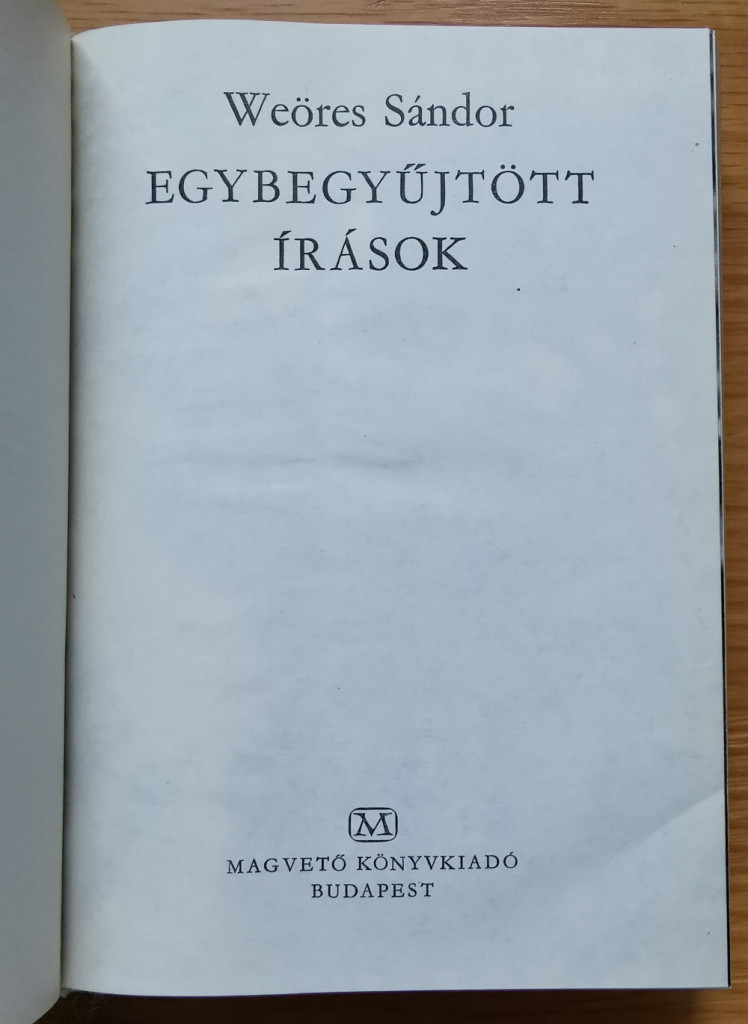 Weöres Sándor
EGYBEGYŰJTÖTT
ÍRÁSOK
M
MAGVETŐ KÖNYVKIADÓ
BUDAPEST